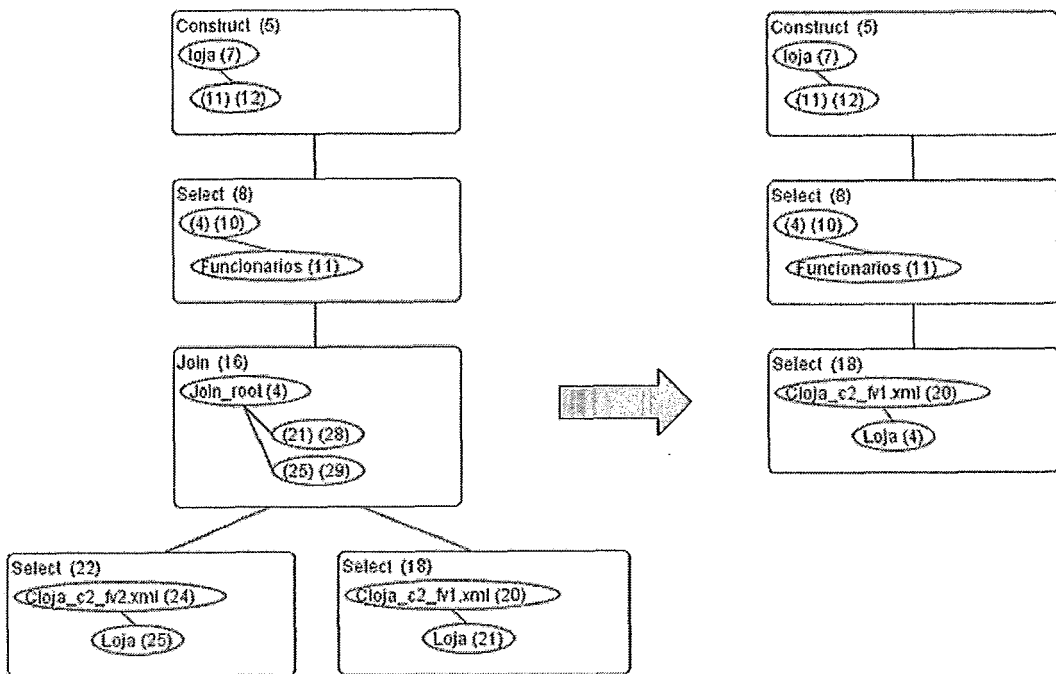 Construct (5)
loja (7)
(11) (12)
Select (8)
(4) (10)
Funcionarios (11)
Join (16)
Join_root (4)
(21) (28)
(25) (29)
Select (22)
Cloja_c2_fv2.xml (24)
Loja (25)
Select (18)
Cloja_c2_fv1.xml (20)
Loja (21)
Construct (5)
loja (7)
(11) (12)
Select (8)
(4) (10)
Funcionarios (11)
Select (18)
Cloja_c2_fv1.xml (20)
Loja (4)